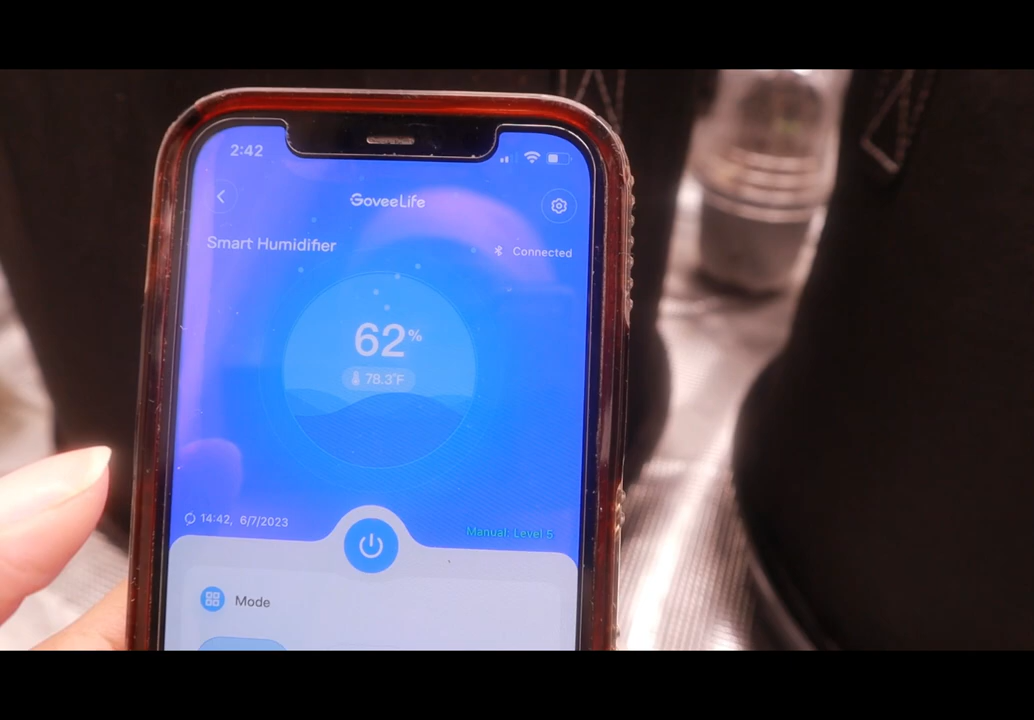 2:42
GoveeLife
Smart Humidifier
Connected
62%
78.3°F
14:42, 6/7/2023
Manual: Level 5
Mode